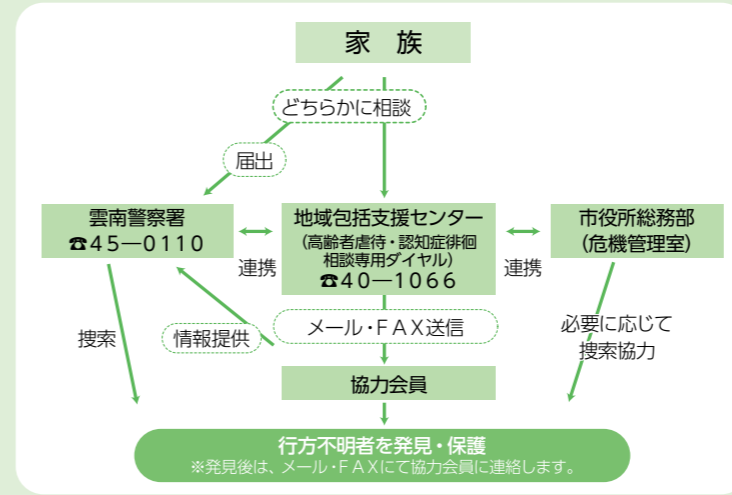 家　族
どちらかに相談
届出
雲南警察署
☎45―0110
連携
地域包括支援センター
(高齢者虐待・認知症徘徊
相談専用ダイヤル)
☎40―1066
連携
市役所総務部
(危機管理室)
捜索
情報提供
メール・FAX送信
必要に応じて
捜索協力
協力会員
行方不明者を発見・保護
※発見後は、メール・FAXにて協力会員に連絡します。